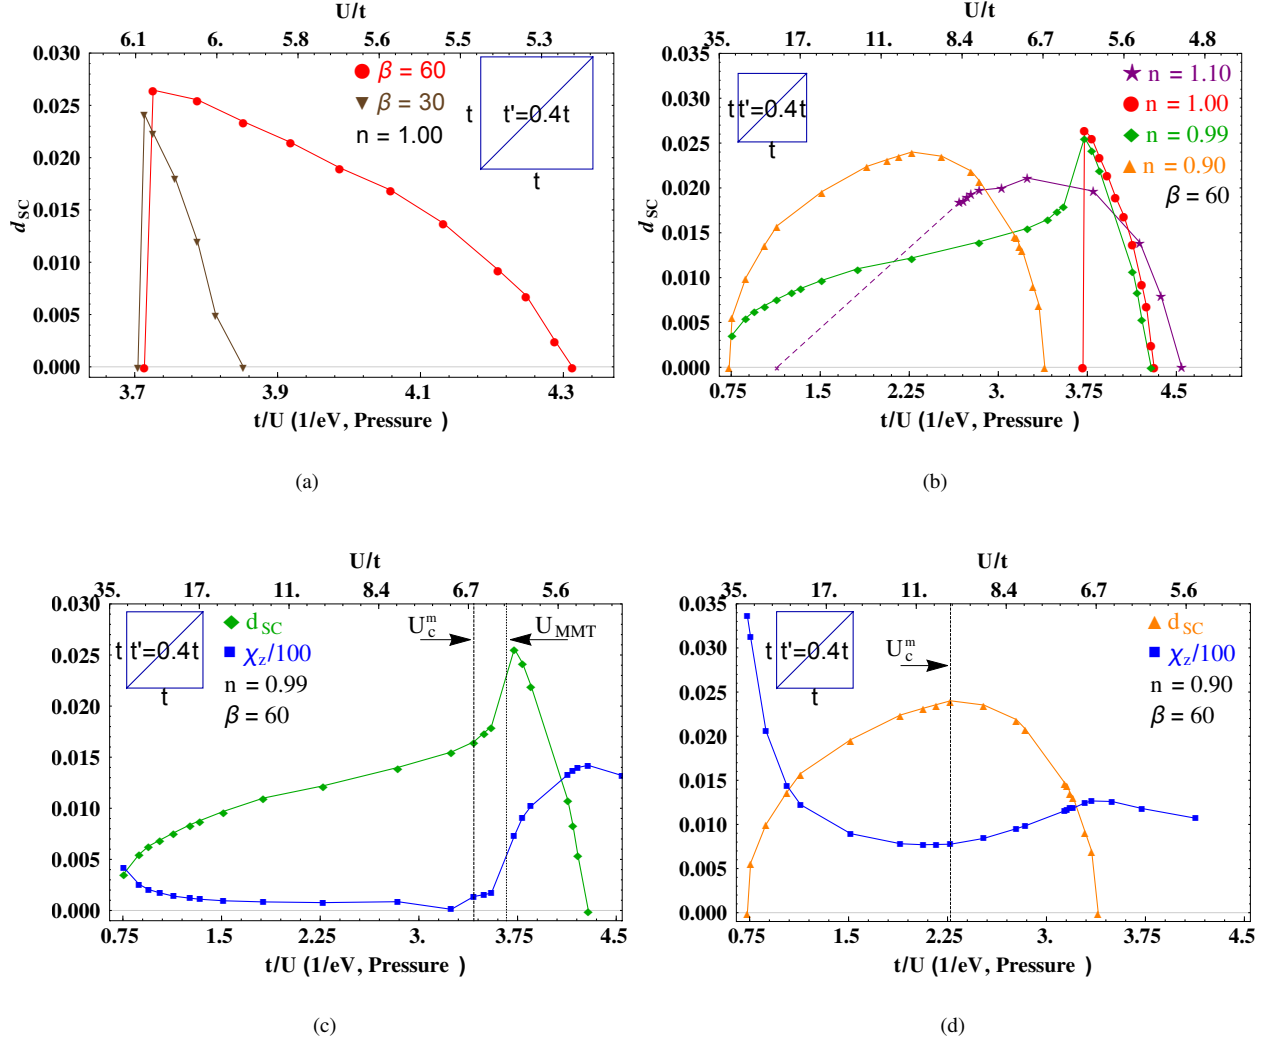 U/t
6.1 6. 5.8 5.6 5.5 5.3
0.030
0.025
0.020
0.015
0.010
0.005
0.000
d_SC
β = 60
β = 30
n = 1.00
t t'=0.4t
t
3.7 3.9 4.1 4.3
t/U (1/eV, Pressure )
(a)
U/t
35. 17. 11. 8.4 6.7 5.6 4.8
0.035
0.030
0.025
0.020
0.015
0.010
0.005
0.000
d_SC
t t'=0.4t
t
n = 1.10
n = 1.00
n = 0.99
n = 0.90
β = 60
0.75 1.5 2.25 3. 3.75 4.5
t/U (1/eV, Pressure )
(b)
U/t
35. 17. 11. 8.4 6.7 5.6
0.030
0.025
0.020
0.015
0.010
0.005
0.000
t t'=0.4t
t
d_SC
χ_z/100
n = 0.99
β = 60
U_c^m
U_MMT
0.75 1.5 3. 3.75 4.5
t/U (1/eV, Pressure )
(c)
U/t
35. 17. 11. 8.4 6.7 5.6
0.035
0.030
0.025
0.020
0.015
0.010
0.005
0.000
t t'=0.4t
t
U_c^m
d_SC
χ_z/100
n = 0.90
β = 60
0.75 1.5 2.25 3. 3.75 4.5
t/U (1/eV, Pressure )
(d)